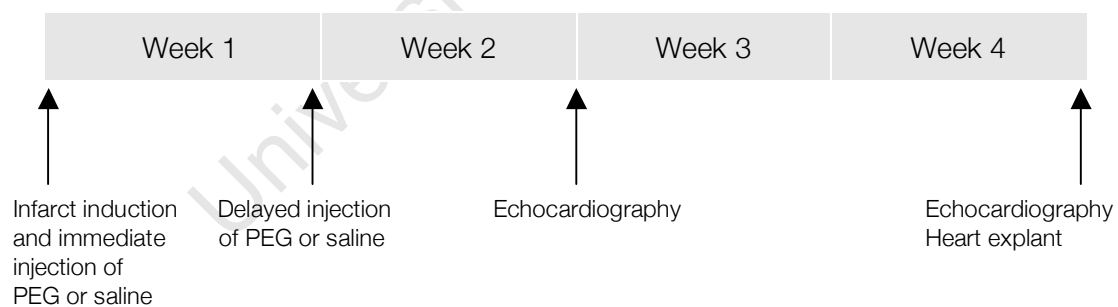 Week 1
Week 2
Week 3
Week 4
Infarct induction
and immediate
injection of
PEG or saline
Delayed injection
of PEG or saline
Echocardiography
Echocardiography
Heart explant